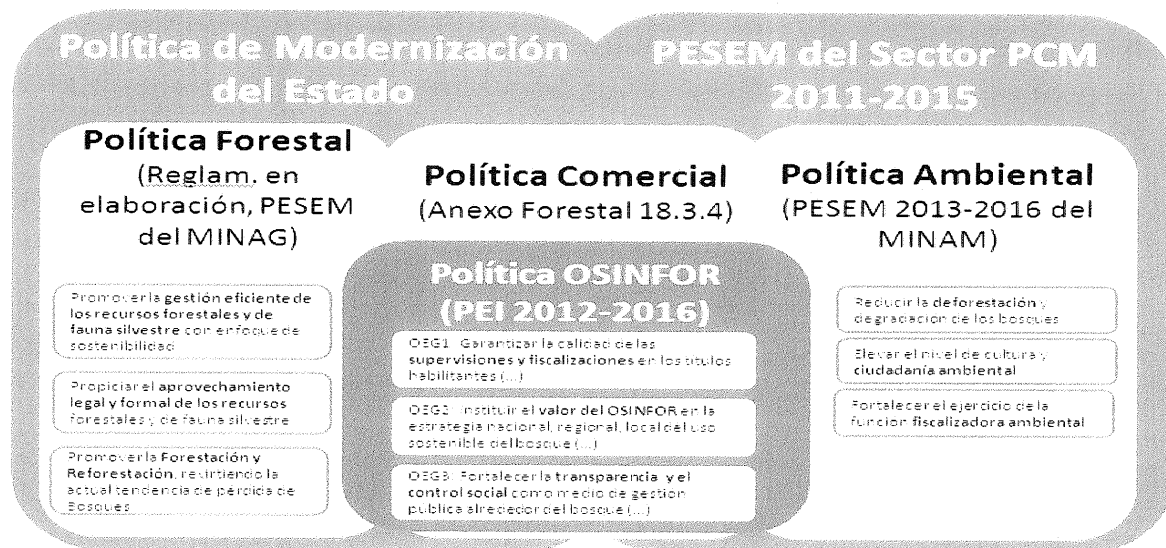 Política de Modernización
del Estado
PESEM del Sector PCM
2011-2015
Política Forestal
(Reglam. en
elaboración, PESEM
del MINAG)
Promover la gestión eficiente de
los recursos forestales y de
fauna silvestre con enfoque de
sostenibilidad
Propiciar el aprovechamiento
legal y formal de los recursos
forestales y de fauna silvestre
Promover la Forestación y
Reforestación, revirtiendo la
actual tendencia de pérdida de
Bosques
Política Comercial
(Anexo Forestal 18.3.4)
Política OSINFOR
(PEI 2012-2016)
OEG1: Garantizar la calidad de las
supervisiones y fiscalizaciones en los títulos
habilitantes (...)
OEG2: Instituir el valor del OSINFOR en la
estrategia nacional, regional, local del uso
sostenible del bosque (...)
OEG3: Fortalecer la transparencia y el
control social como medio de gestión
pública alrededor del bosque (...)
Política Ambiental
(PESEM 2013-2016 del
MINAM)
Reducir la deforestación y
degradación de los bosques
Elevar el nivel de cultura y
ciudadanía ambiental
Fortalecer el ejercicio de la
función fiscalizadora ambiental